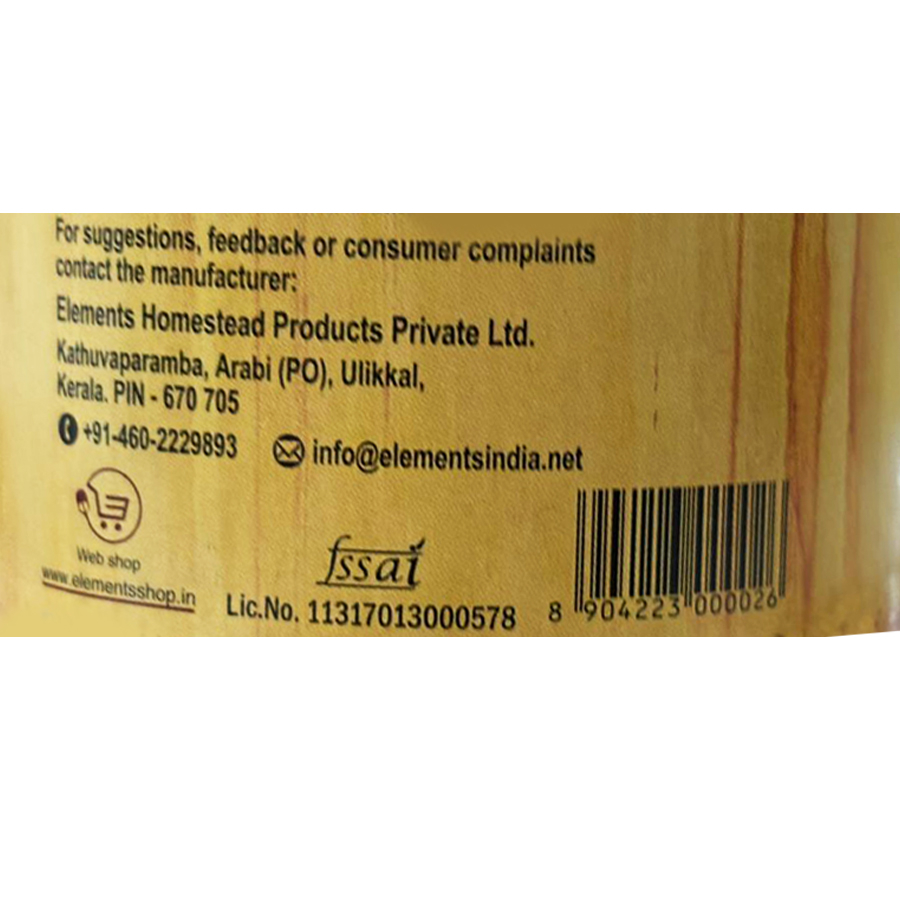 For suggestions, feedback or consumer complaints
contact the manufacturer:
Elements Homestead Products Private Ltd.
Kathuvaparamba, Arabi (PO), Ulikkal,
Kerala. PIN - 670 705
+91-460-2229893 info@elementsindia.net
Web shop
www.elementsshop.in
fssai
Lic.No. 11317013000578
8 904223 000026